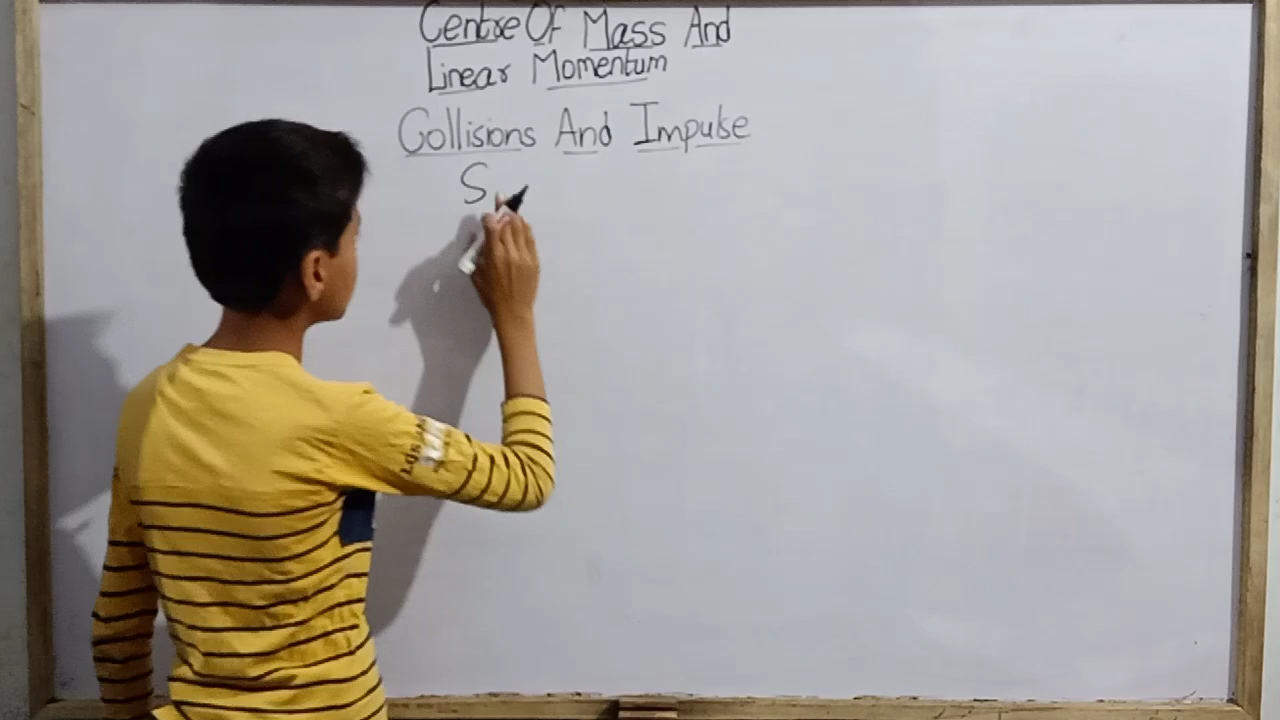 Centre Of Mass And
Linear Momentum
Collisions And Impulse
S